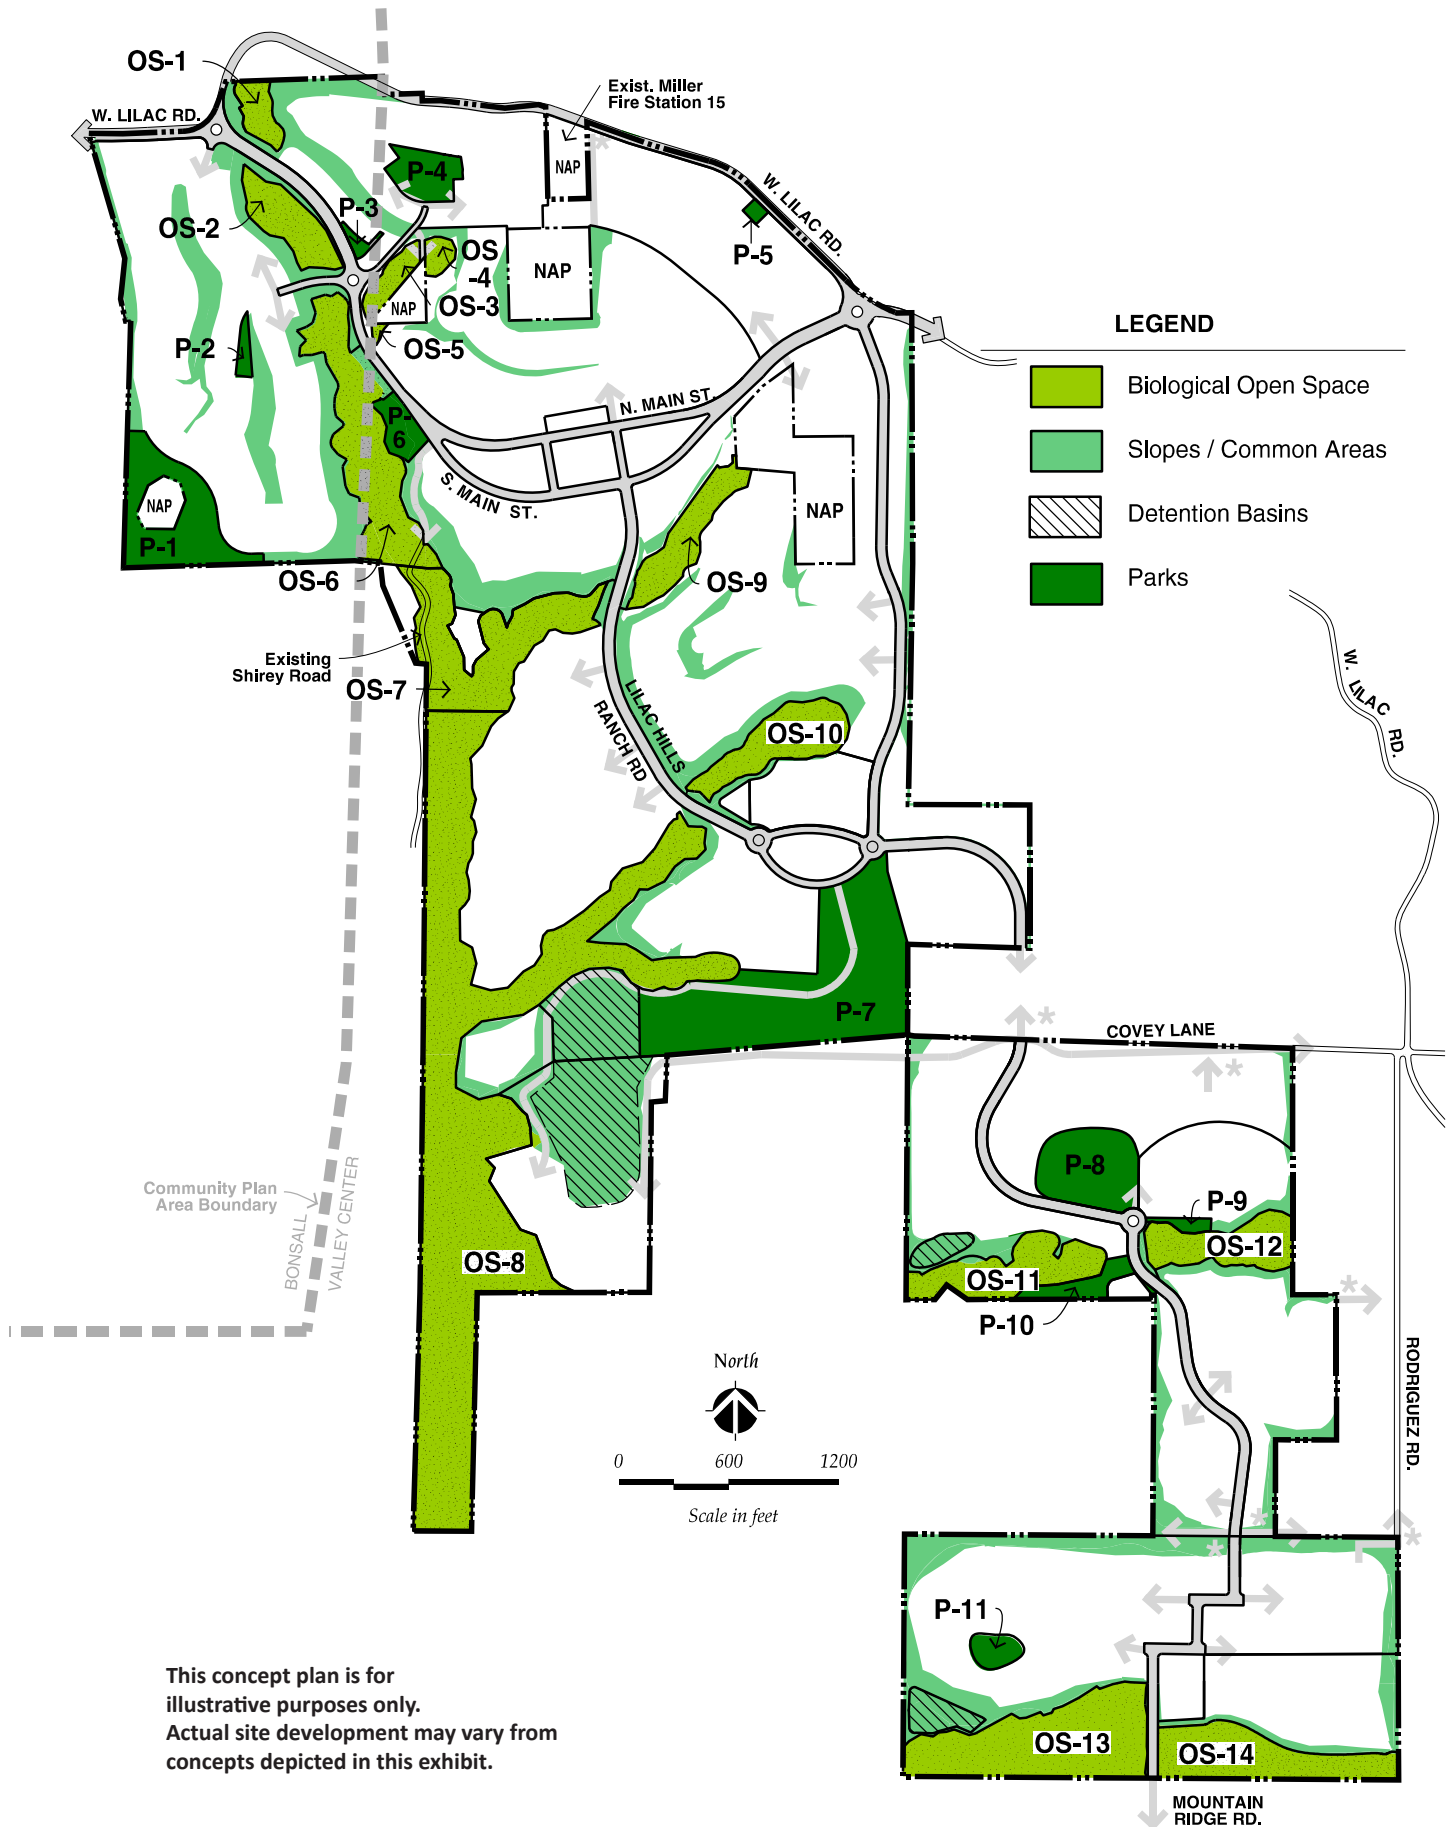 OS-1
Exist. Miller
Fire Station 15
W. LILAC RD.
NAP
P-4
W. LILAC RD.
P-3
OS-2
P-5
OS
-4
NAP
OS-3
NAP
LEGEND
P-2
OS-5
Biological Open Space
N. MAIN ST.
P-
6
Slopes / Common Areas
S. MAIN ST.
NAP
NAP
Detention Basins
P-1
OS-6
OS-9
Parks
Existing
Shirey Road
OS-7
W. LILAC RD.
LILAC HILLS
RANCH RD
OS-10
P-7
*
COVEY LANE
*
P-8
Community Plan
Area Boundary
BONSALL
VALLEY CENTER
P-9
OS-12
OS-8
OS-11
*
P-10
North
RODRIGUEZ RD.
0 600 1200
Scale in feet
*
*
*
P-11
This concept plan is for
illustrative purposes only.
Actual site development may vary from
concepts depicted in this exhibit.
OS-13
OS-14
MOUNTAIN
RIDGE RD.